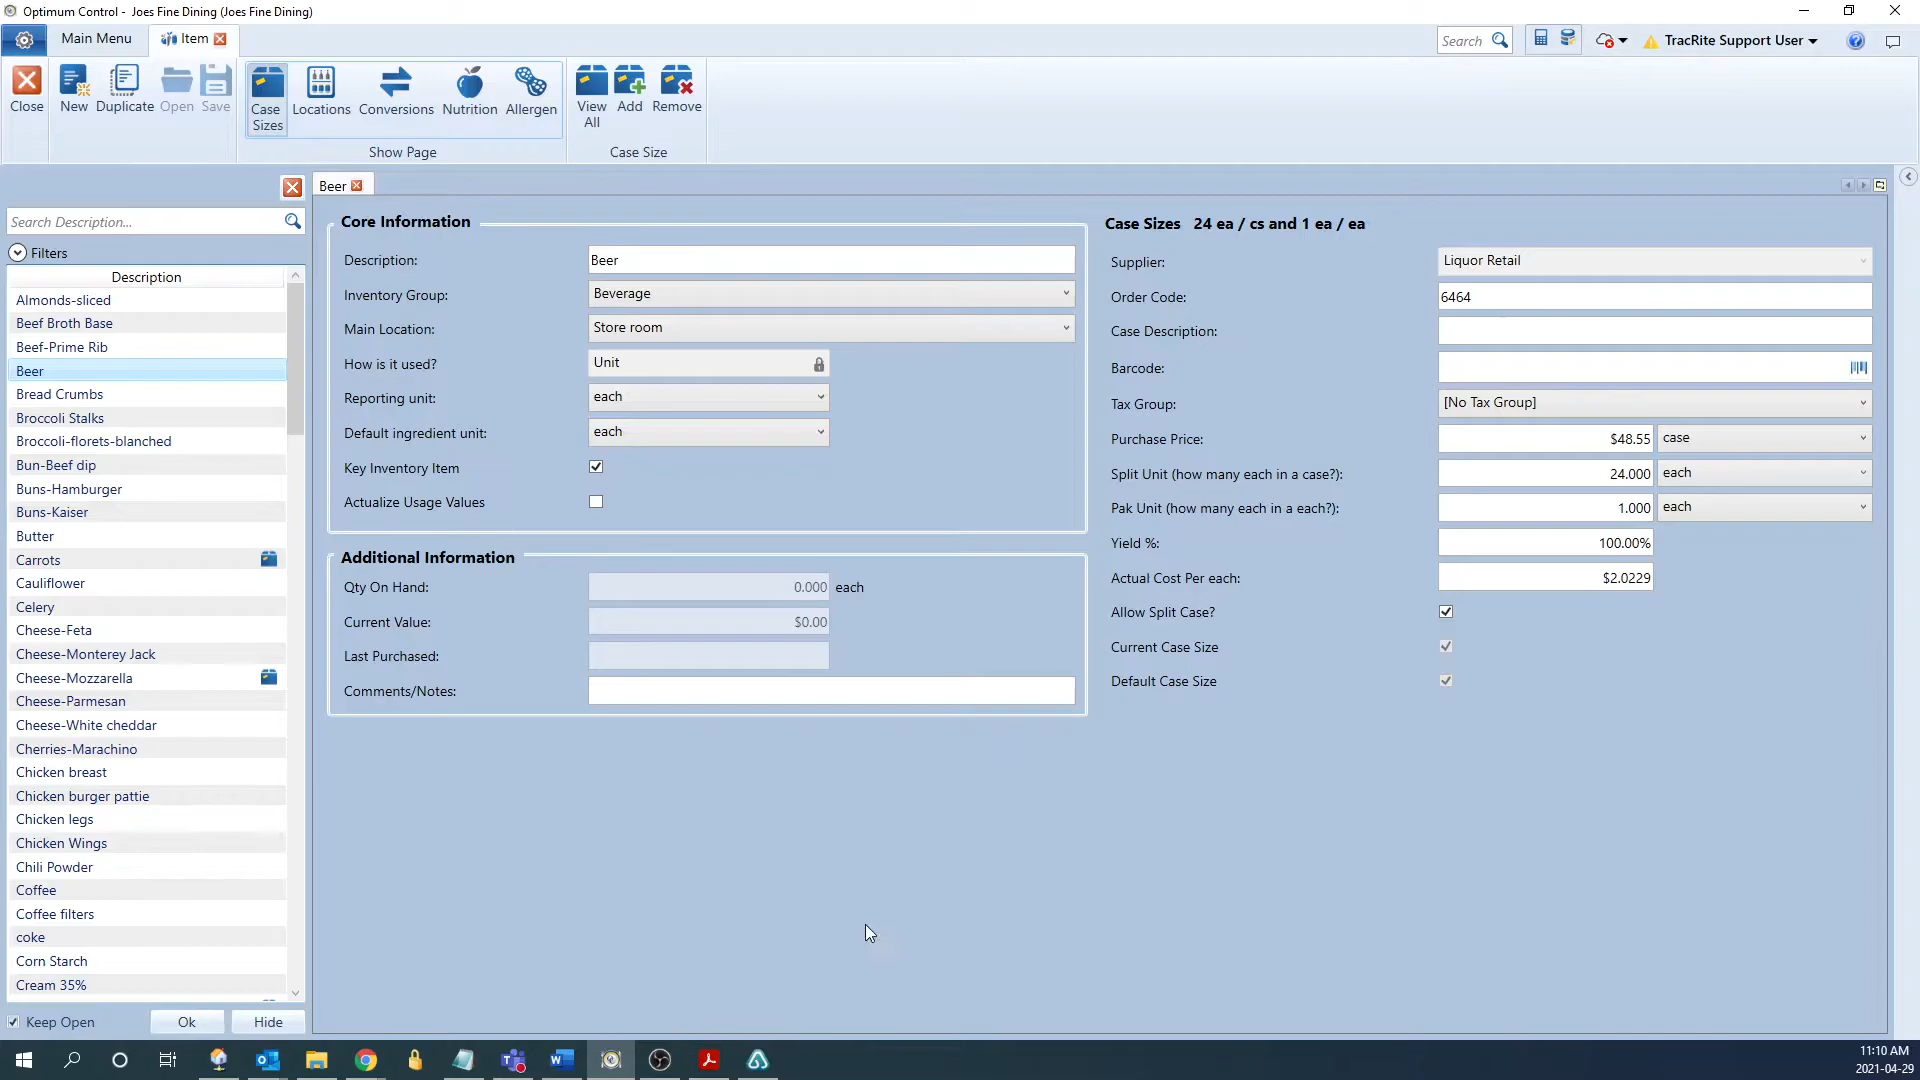 Optimum Control - Joes Fine Dining (Joes Fine Dining)
Main Menu
Item
Search
TracRite Support User
Close
New
Duplicate
Open
Save
Case
Sizes
Locations
Conversions
Nutrition
Allergen
Show Page
View
All
Add
Remove
Case Size
Search Description...
Filters
Description
Almonds-sliced
Beef Broth Base
Beef-Prime Rib
Beer
Bread Crumbs
Broccoli Stalks
Broccoli-florets-blanched
Bun-Beef dip
Buns-Hamburger
Buns-Kaiser
Butter
Carrots
Cauliflower
Celery
Cheese-Feta
Cheese-Monterey Jack
Cheese-Mozzarella
Cheese-Parmesan
Cheese-White cheddar
Cherries-Marachino
Chicken breast
Chicken burger pattie
Chicken legs
Chicken Wings
Chili Powder
Coffee
Coffee filters
coke
Corn Starch
Cream 35%
Keep Open
Ok
Hide
Beer
Core Information
Description: Beer
Inventory Group: Beverage
Main Location: Store room
How is it used? Unit
Reporting unit: each
Default ingredient unit: each
Key Inventory Item
Actualize Usage Values
Additional Information
Qty On Hand: 0.000 each
Current Value: $0.00
Last Purchased:
Comments/Notes:
Case Sizes 24 ea / cs and 1 ea / ea
Supplier: Liquor Retail
Order Code: 6464
Case Description:
Barcode:
Tax Group: [No Tax Group]
Purchase Price: $48.55 case
Split Unit (how many each in a case?): 24.000 each
Pak Unit (how many each in a each?): 1.000 each
Yield %: 100.00%
Actual Cost Per each: $2.0229
Allow Split Case?
Current Case Size
Default Case Size
11:10 AM
2021-04-29